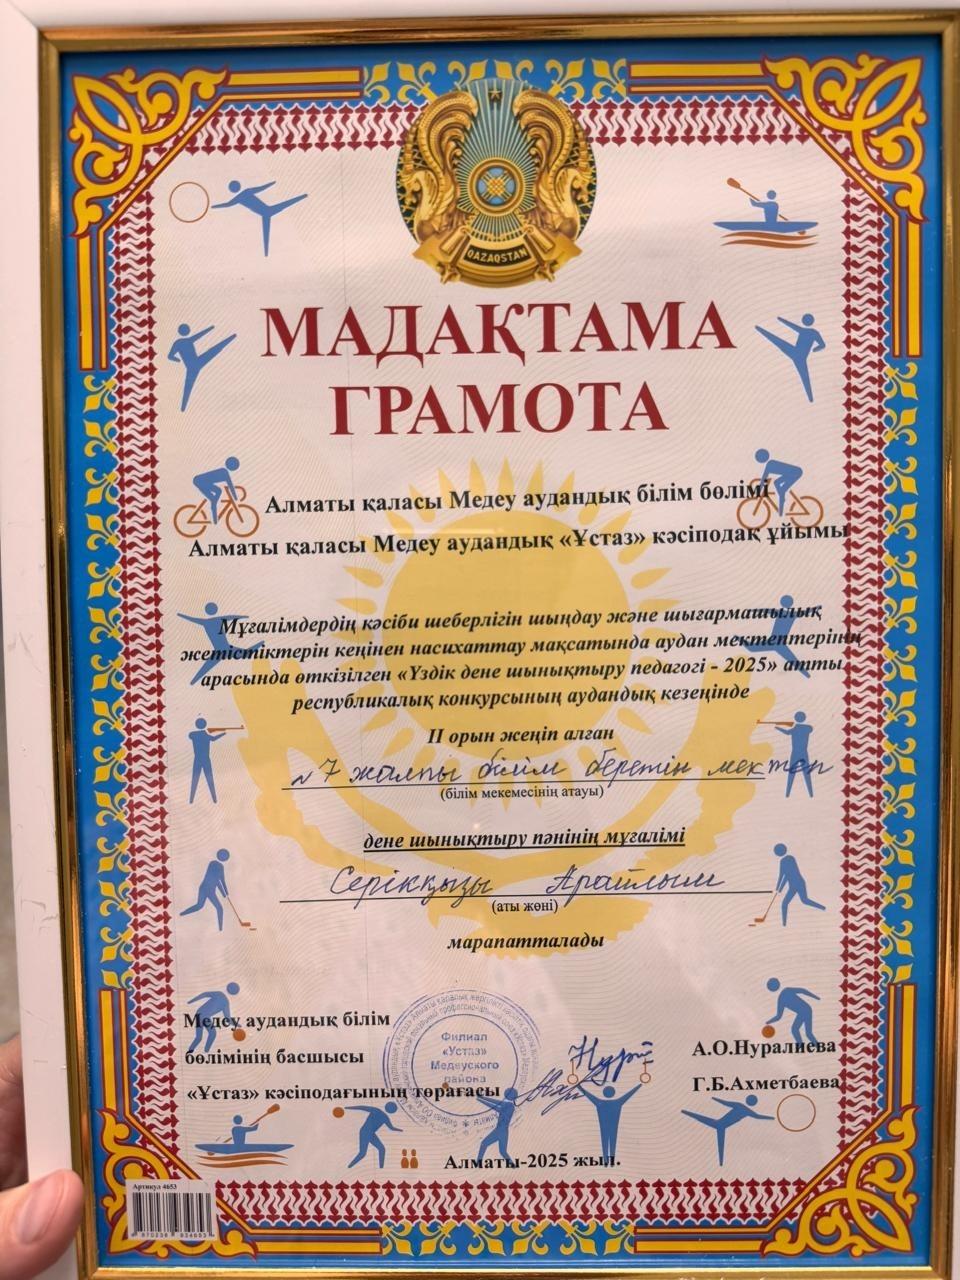 QAZAQSTAN
МАДАҚТАМА
ГРАМОТА
Алматы қаласы Медеу аудандық білім бөлімі
Алматы қаласы Медеу аудандық «Ұстаз» кәсіподақ ұйымы
Мұғалімдердің кәсіби шеберлігін шыңдау және шығармашылық
жетістіктерін кеңінен насихаттау мақсатында аудан мектептерінің
арасында өткізілген «Үздік дене шынықтыру педагогі - 2025» атты
республикалық конкурсының аудандық кезеңінде
II орын жеңіп алған
№7 жалпы білім беретін мектеп
(білім мекемесінің атауы)
дене шынықтыру пәнінің мұғалімі
Серікқызы Арайлым
(аты жөні)
марапатталады
Медеу аудандық білім
бөлімінің басшысы
А.О.Нуралиева
«Ұстаз» кәсіподағының төрағасы
Г.Б.Ахметбаева
Филиал
«Устаз»
Медеуского
района
Алматы-2025 жыл.
Артикул 4653